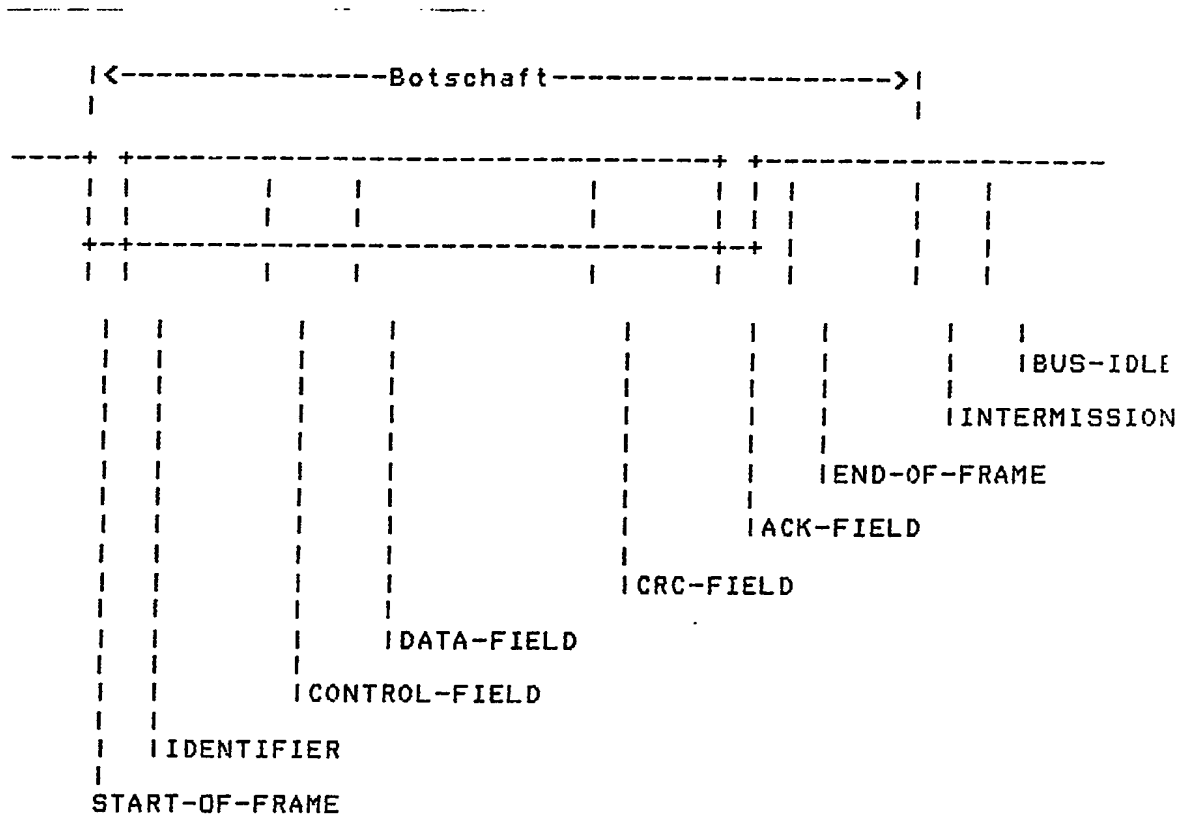 Botschaft
BUS-IDLE
INTERMISSION
END-OF-FRAME
ACK-FIELD
CRC-FIELD
DATA-FIELD
CONTROL-FIELD
IDENTIFIER
START-OF-FRAME